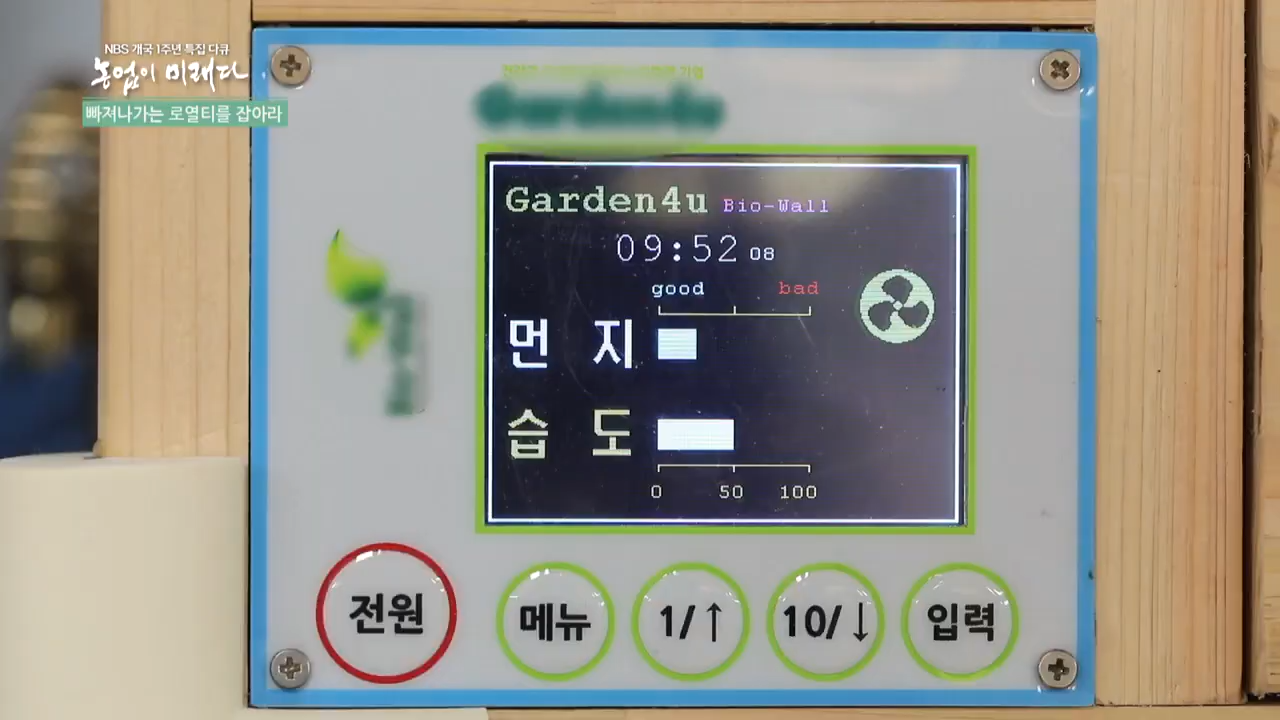 NBS 개국 1주년 특집 다큐
농업이 미래다
빠져나가는 로열티를 잡아라
Garden4u Bio-Wall
09:52 08
good bad
먼 지
습 도
0 50 100
전원
메뉴
1/↑
10/↓
입력